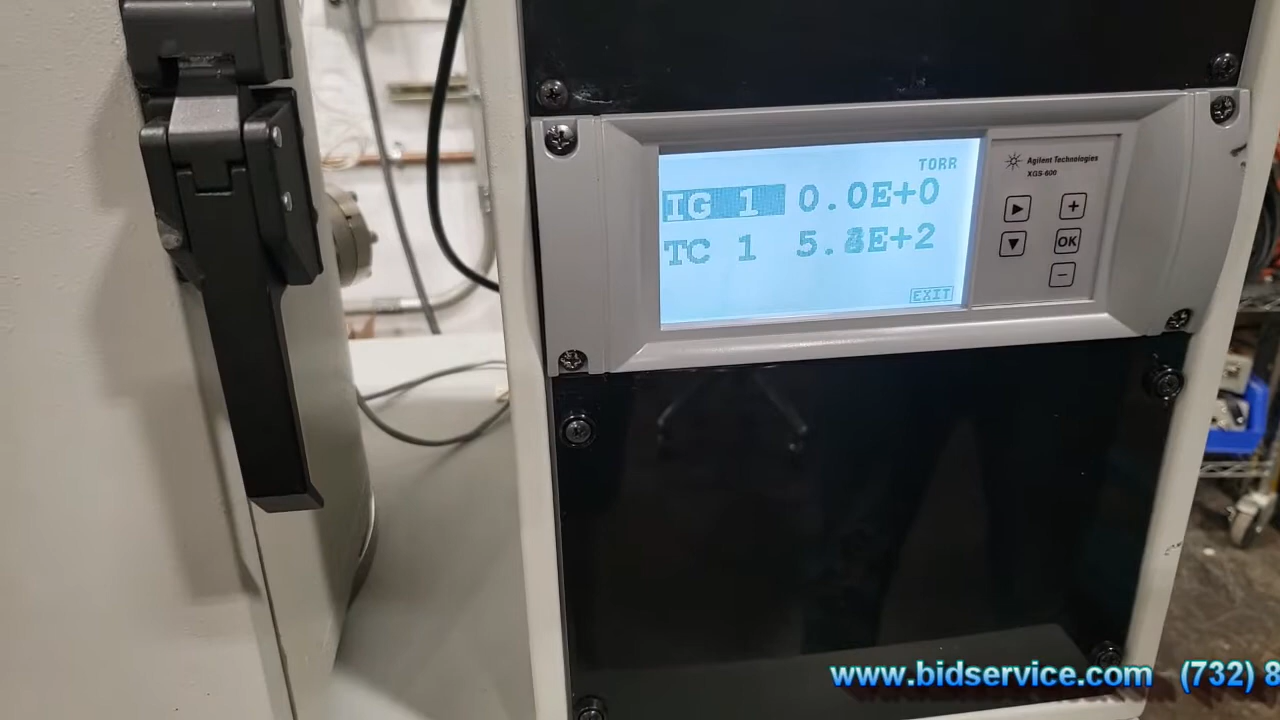 TORR
IG 1 0.0E+0
TC 1
EXIT
Agilent Technologies
XGS-600
OK
www.bidservice.com (732) 8